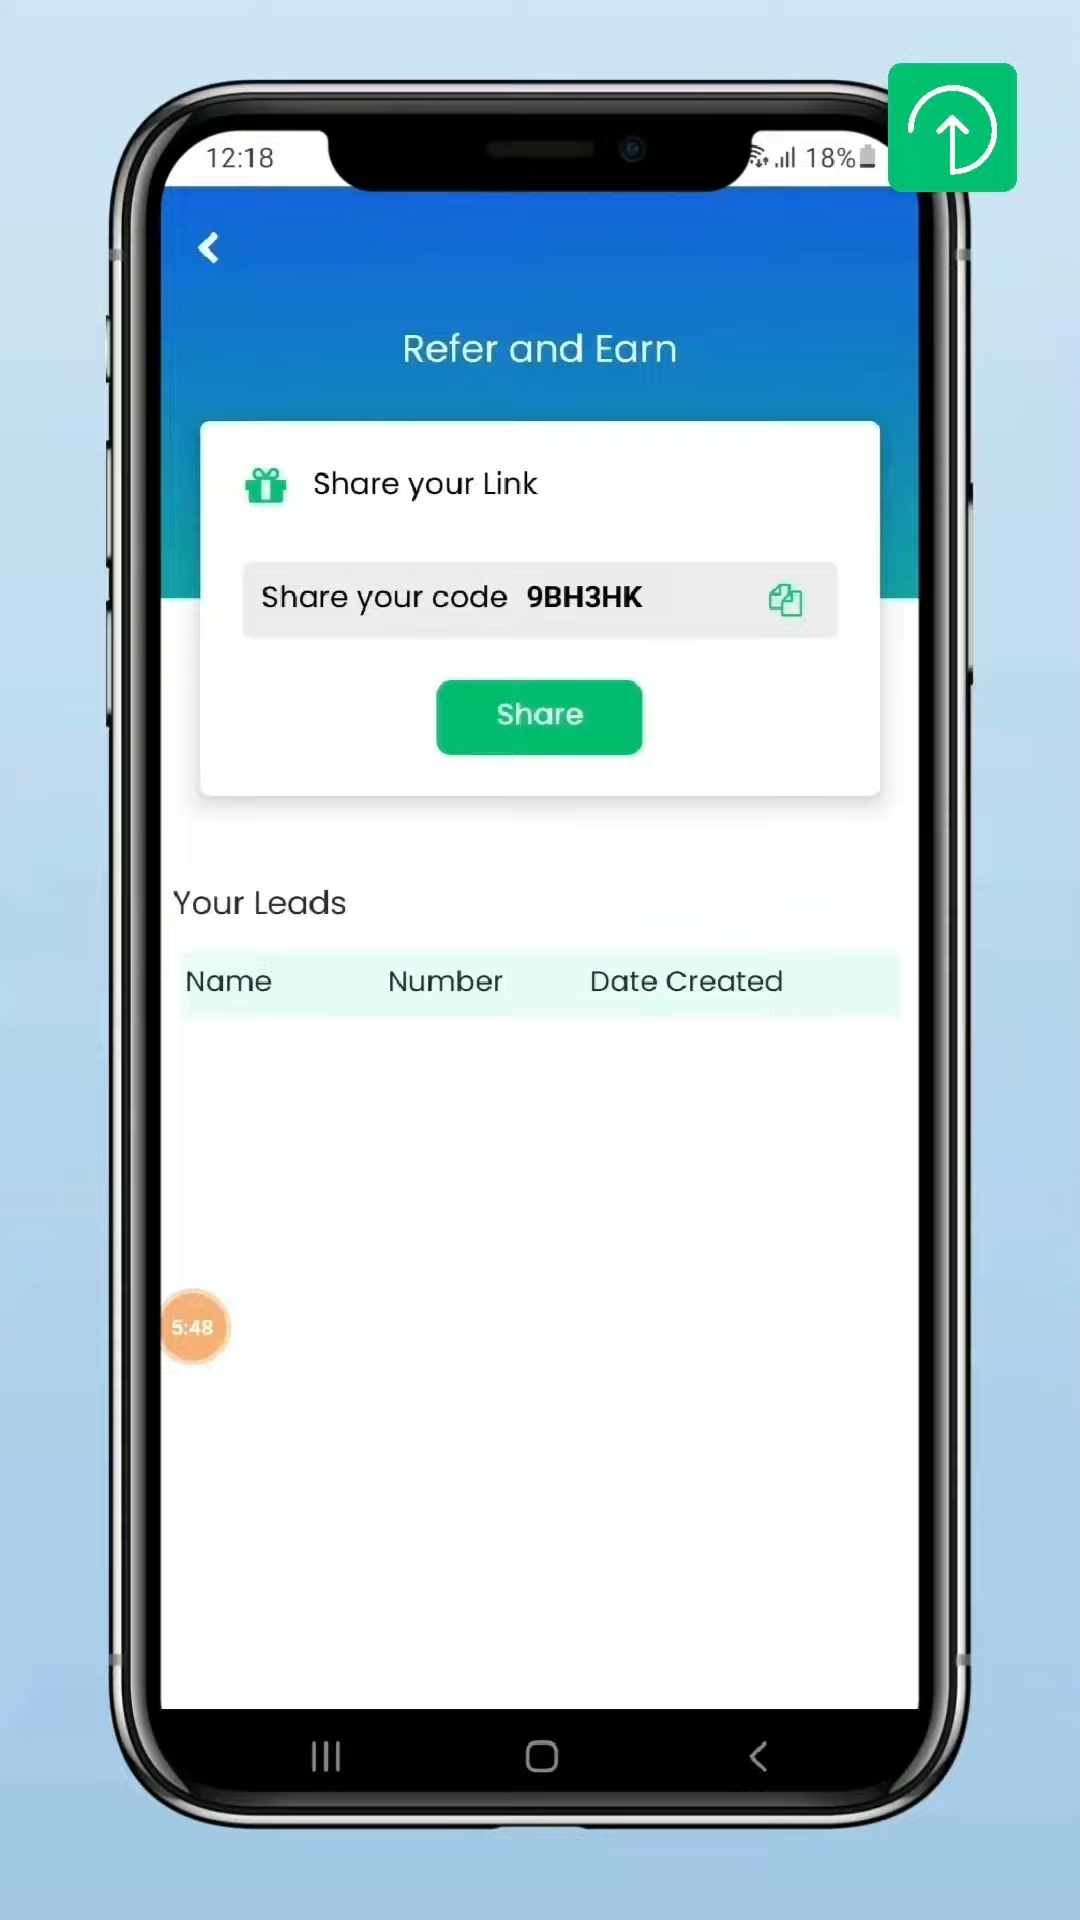 12:18 18%
Refer and Earn
Share your Link
Share your code 9BH3HK
Share
Your Leads
Name Number Date Created
5:48